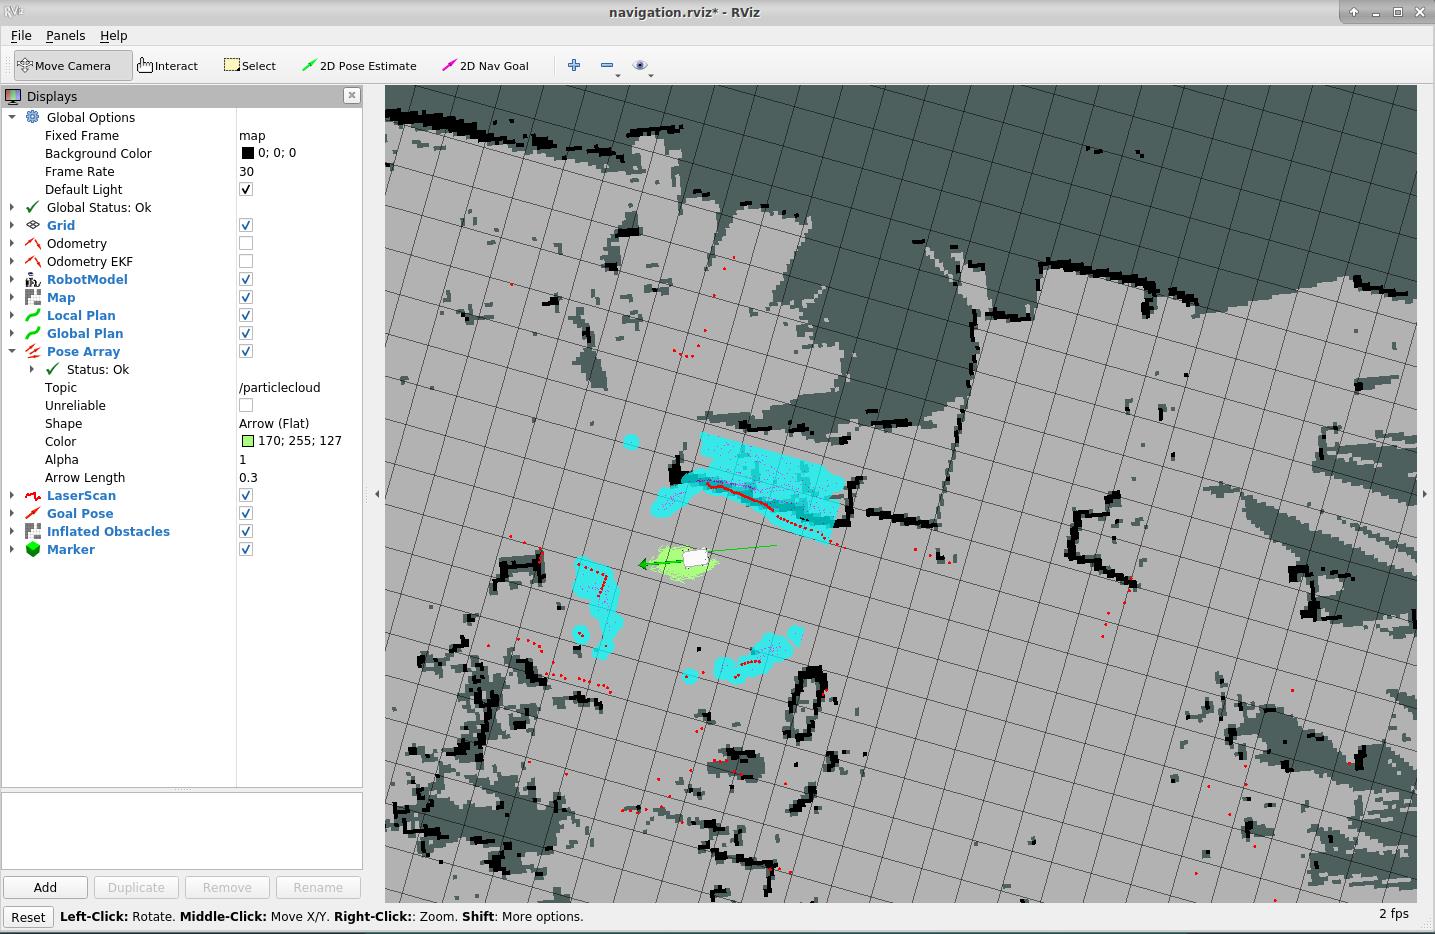 RViz
navigation.rviz* - RViz
File Panels Help
Move Camera Interact Select 2D Pose Estimate 2D Nav Goal
Displays
Global Options
Fixed Frame map
Background Color 0; 0; 0
Frame Rate 30
Default Light
Global Status: Ok
Grid
Odometry
Odometry EKF
RobotModel
Map
Local Plan
Global Plan
Pose Array
Status: Ok
Topic /particlecloud
Unreliable
Shape Arrow (Flat)
Color 170; 255; 127
Alpha 1
Arrow Length 0.3
LaserScan
Goal Pose
Inflated Obstacles
Marker
Add Duplicate Remove Rename
Reset Left-Click: Rotate. Middle-Click: Move X/Y. Right-Click:: Zoom. Shift: More options. 2 fps